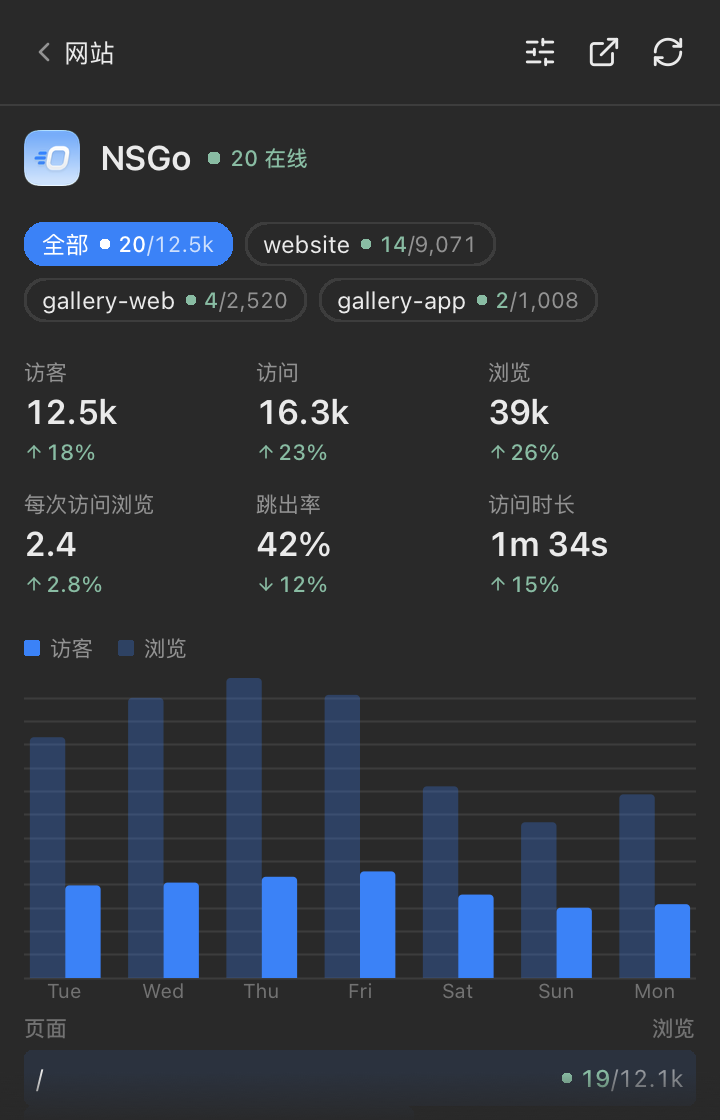 网站
NSGo 20 在线
全部 20/12.5k website 14/9,071
gallery-web 4/2,520 gallery-app 2/1,008
访客 访问 浏览
12.5k 16.3k 39k
↑ 18% ↑ 23% ↑ 26%
每次访问浏览 跳出率 访问时长
2.4 42% 1m 34s
↑ 2.8% ↓ 12% ↑ 15%
访客 浏览
Tue Wed Thu Fri Sat Sun Mon
页面 浏览
/ 19/12.1k